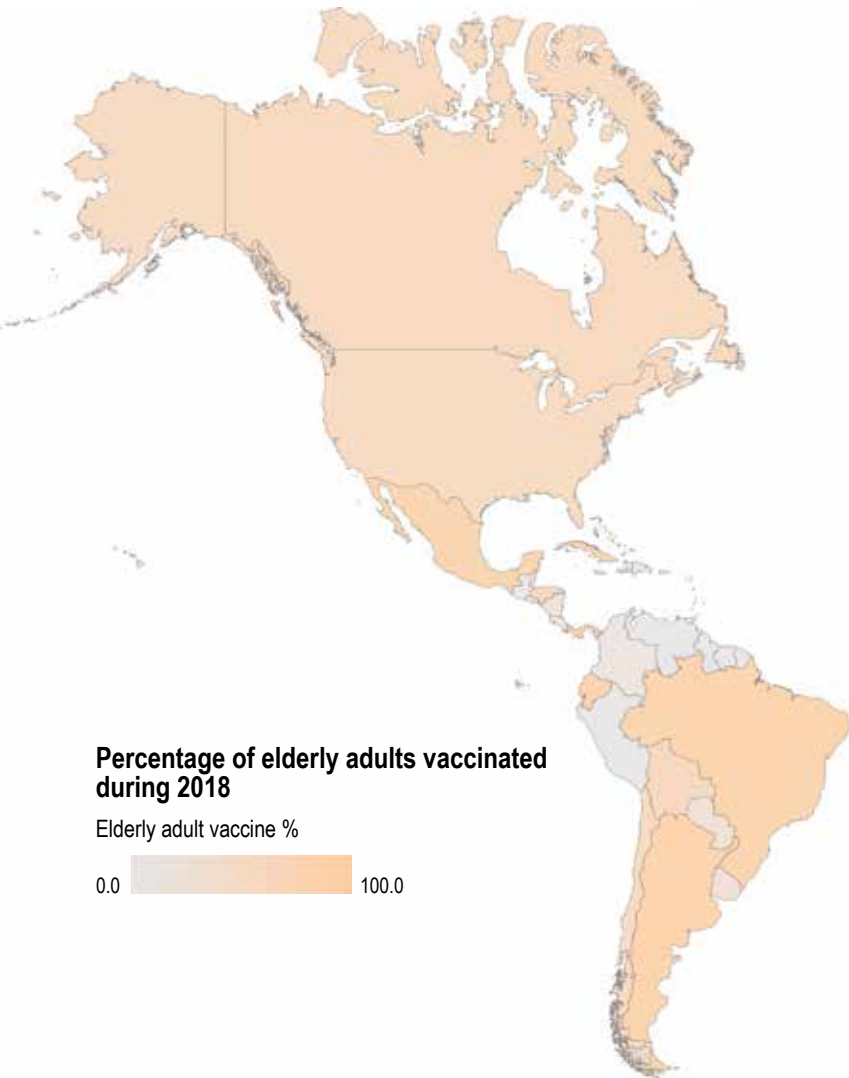 Percentage of elderly adults vaccinated
during 2018
Elderly adult vaccine %
0.0 100.0